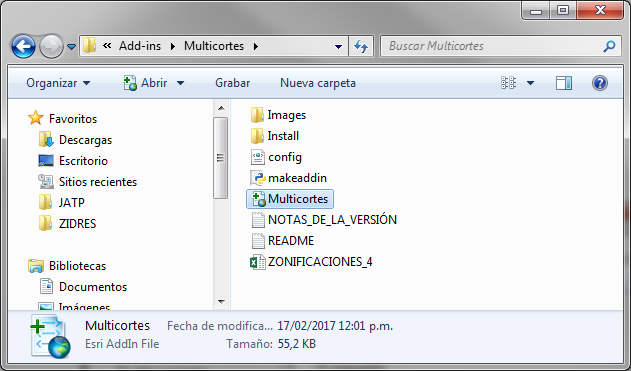 « Add-ins Multicortes
Buscar Multicortes
Organizar Abrir Grabar Nueva carpeta
Favoritos
Descargas
Escritorio
Sitios recientes
JATP
ZIDRES
Bibliotecas
Documentos
Imágenes
Images
Install
config
makeaddin
Multicortes
NOTAS_DE_LA_VERSIÓN
README
ZONIFICACIONES_4
Multicortes Fecha de modifica... 17/02/2017 12:01 p.m.
Esri AddIn File Tamaño: 55,2 KB